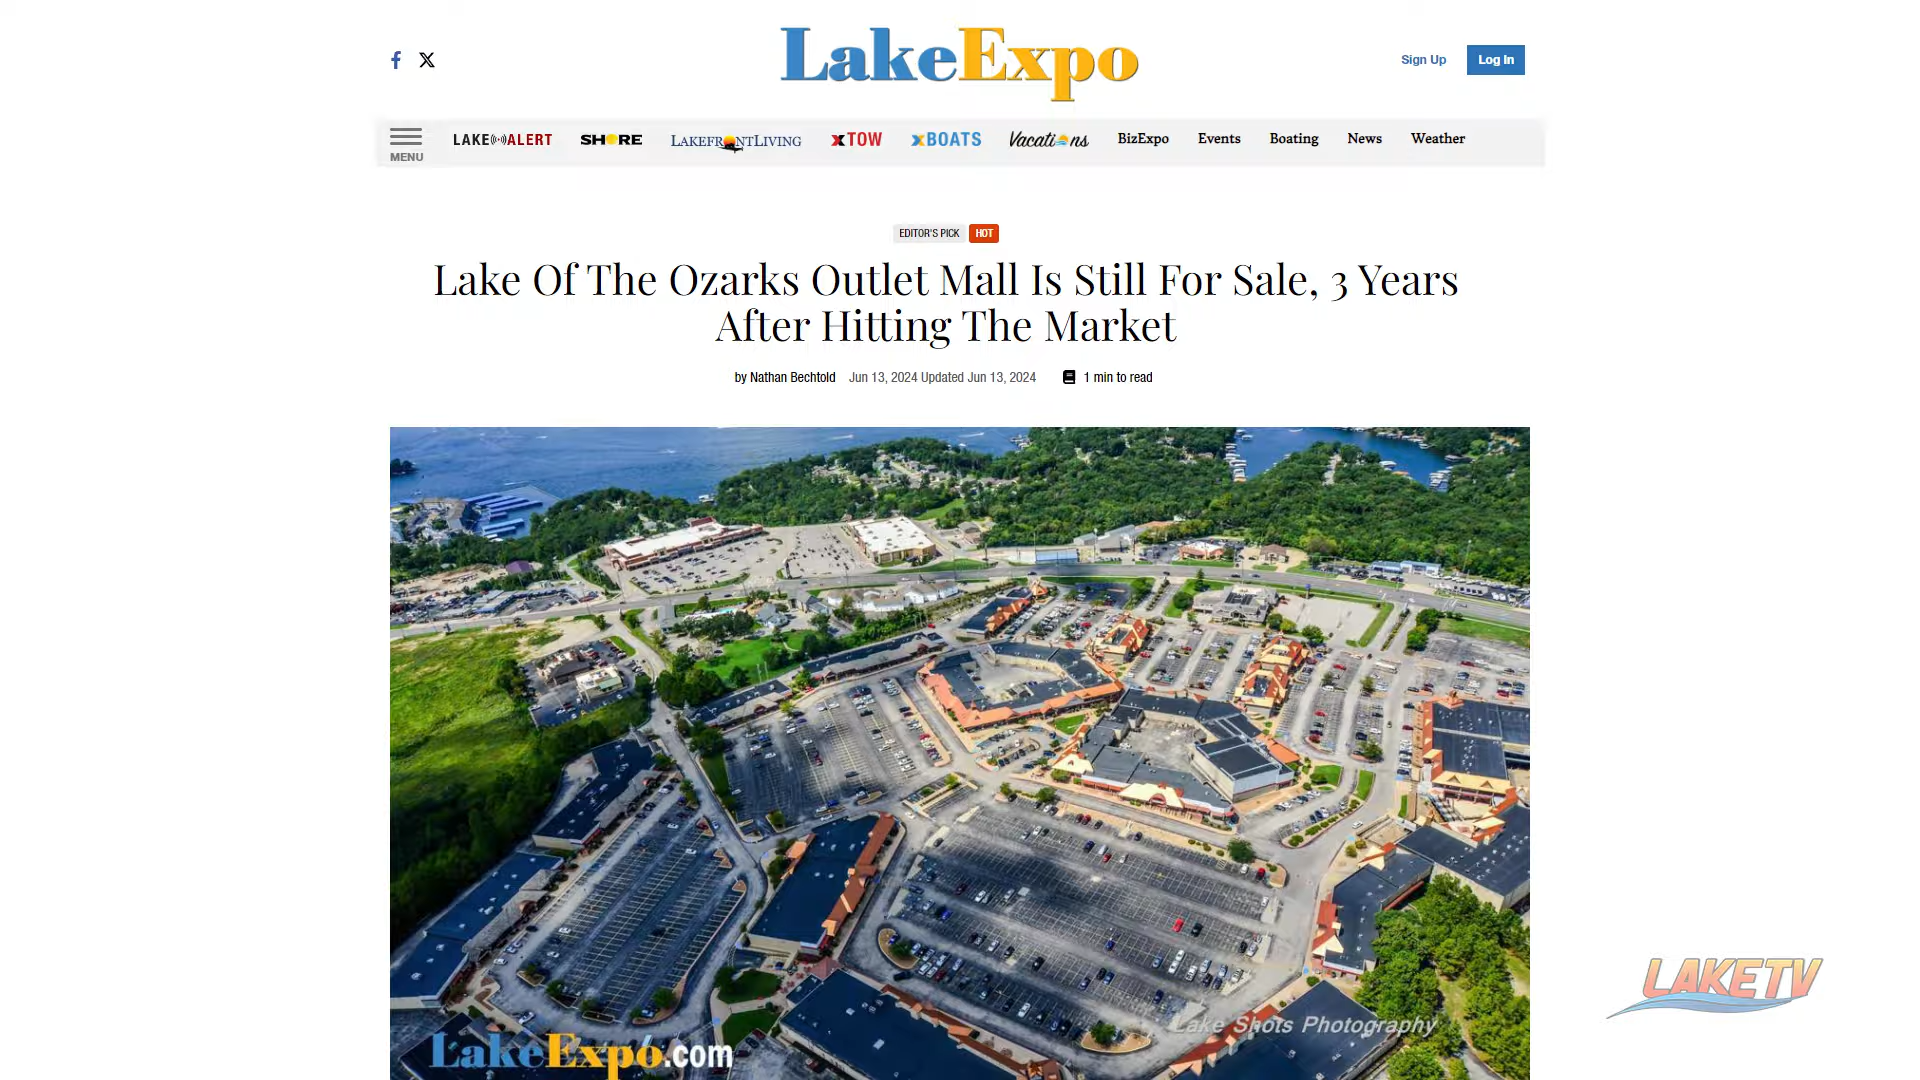 LakeExpo
Sign Up
Log In
MENU
LAKE ALERT
SHORE
LAKEFRONTLIVING
xTOW
xBOATS
Vacations
BizExpo
Events
Boating
News
Weather
EDITOR'S PICK
HOT
Lake Of The Ozarks Outlet Mall Is Still For Sale, 3 Years
After Hitting The Market
by Nathan Bechtold Jun 13, 2024 Updated Jun 13, 2024 1 min to read
Lake Shots Photography
LakeExpo.com
LAKETV